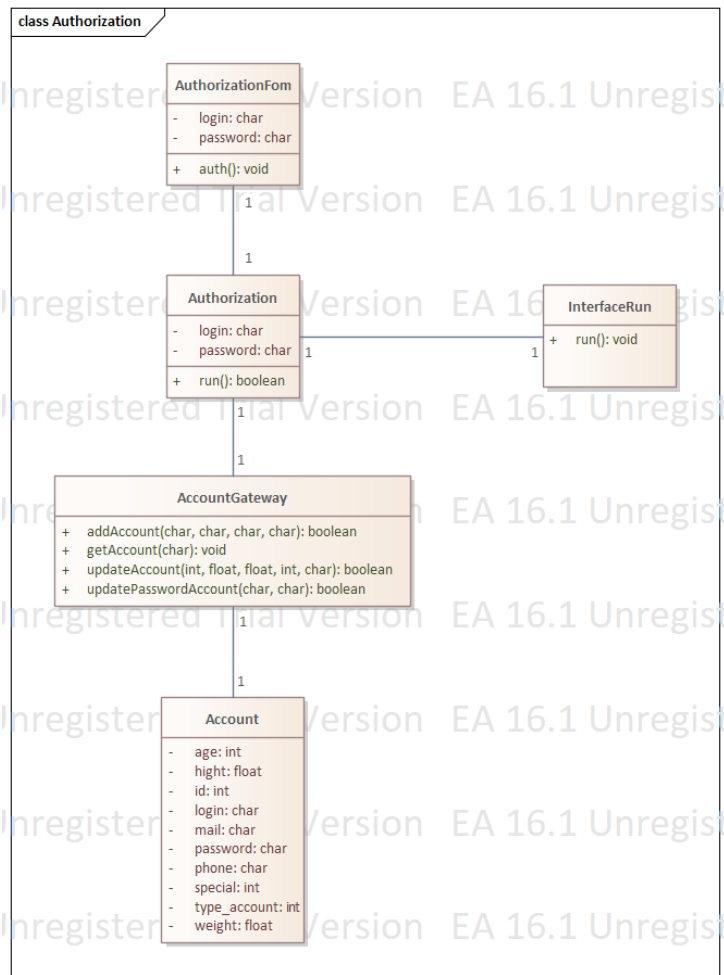 class Authorization
AuthorizationFom
- login: char
- password: char
+ auth(): void
1
1
Authorization
- login: char
- password: char
+ run(): boolean
1
1
InterfaceRun
+ run(): void
1
1
AccountGateway
+ addAccount(char, char, char, char): boolean
+ getAccount(char): void
+ updateAccount(int, float, float, int, char): boolean
+ updatePasswordAccount(char, char): boolean
1
1
Account
- age: int
- hight: float
- id: int
- login: char
- mail: char
- password: char
- phone: char
- special: int
- type_account: int
- weight: float
Unregistered Trial Version EA 16.1 Unregis